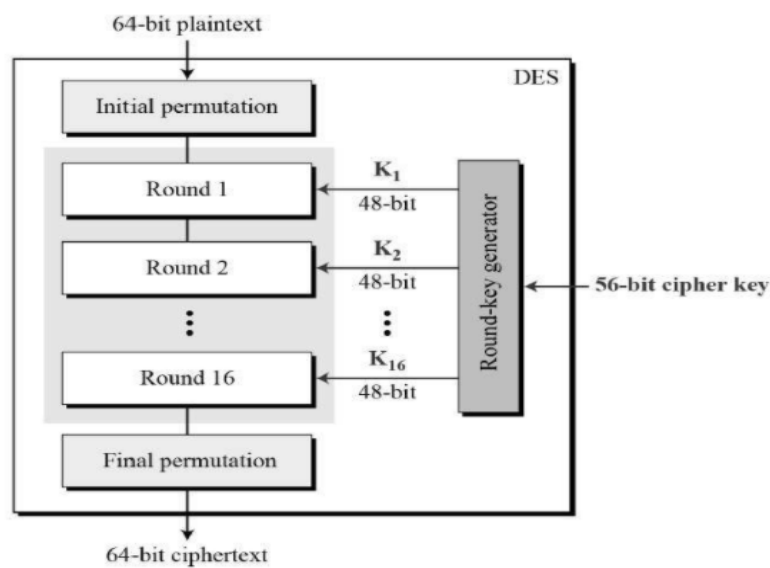 64-bit plaintext
DES
Initial permutation
Round 1
K1
48-bit
Round 2
K2
48-bit
Round-key generator
56-bit cipher key
Round 16
K16
48-bit
Final permutation
64-bit ciphertext